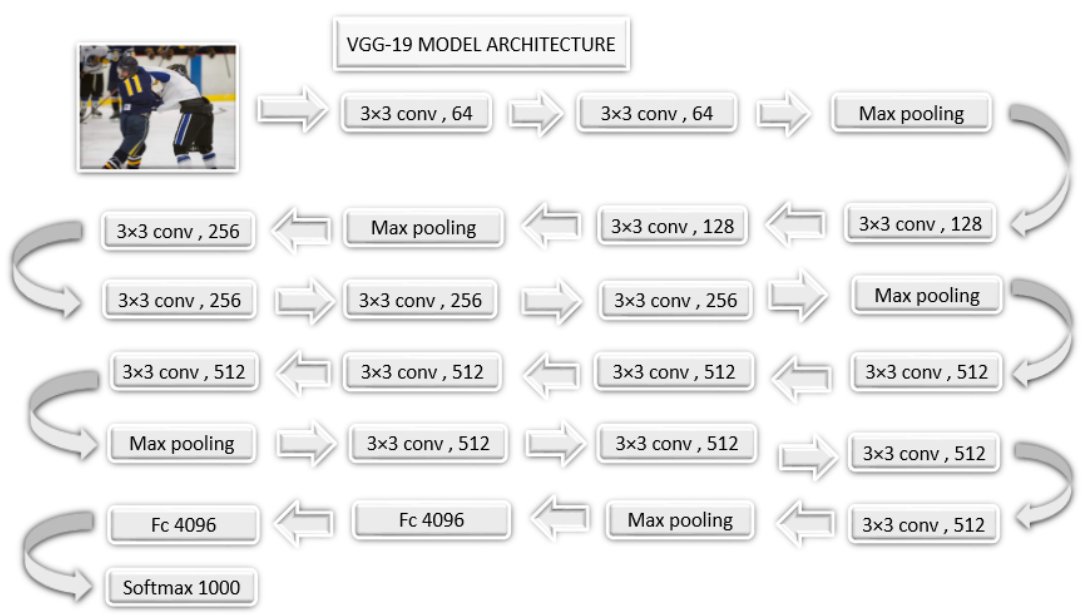 VGG-19 MODEL ARCHITECTURE
11
3×3 conv , 64
3×3 conv , 64
Max pooling
3×3 conv , 128
3×3 conv , 128
Max pooling
3×3 conv , 256
3×3 conv , 256
3×3 conv , 256
3×3 conv , 256
Max pooling
3×3 conv , 512
3×3 conv , 512
3×3 conv , 512
3×3 conv , 512
Max pooling
3×3 conv , 512
3×3 conv , 512
3×3 conv , 512
3×3 conv , 512
Max pooling
Fc 4096
Fc 4096
Softmax 1000